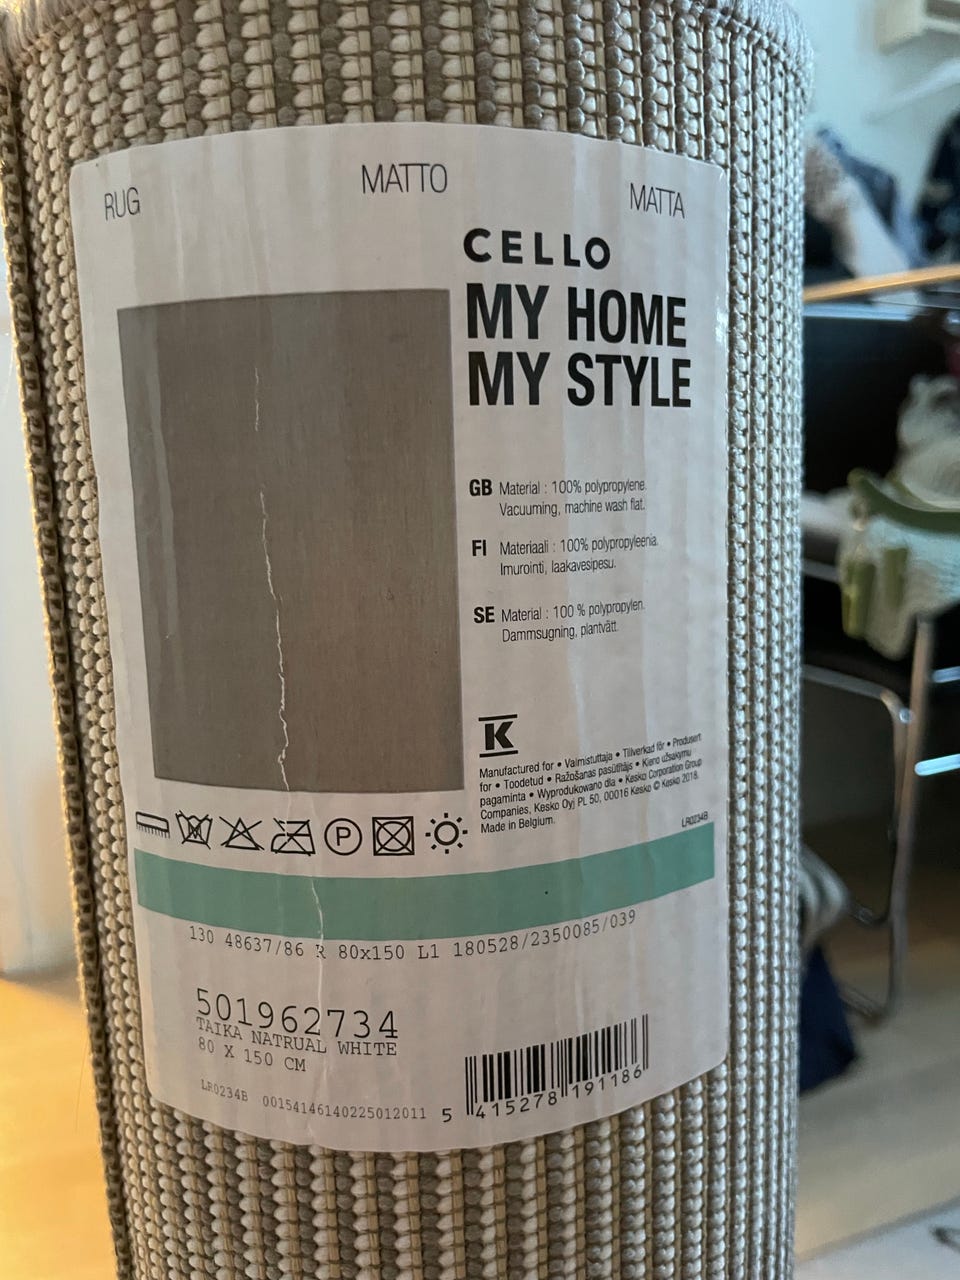 RUG
MATTO
MATTA
CELLO
MY HOME
MY STYLE
GB Material : 100% polypropylene.
Vacuuming, machine wash flat.
FI Materiaali : 100% polypropyleenia.
Imurointi, laakavesipesu.
SE Material : 100 % polypropylen.
Dammsugning, plantvätt.
K
Manufactured for • Valmistuttaja • Tillverkad för • Produsert
for • Toodetud • Ražošanas pasūtītājs • Kieno užsakymu
pagaminta • Wyprodukowano dla • Kesko Corporation Group
Companies, Kesko Oyj PL 50, 00016 Kesko © Kesko 2018.
Made in Belgium.
LR0234B
P
130 48637/86 R 80x150 L1 180528/2350085/039
501962734
TAIKA NATRUAL WHITE
80 X 150 CM
LR0234B 00154146140225012011
5 415278 191186